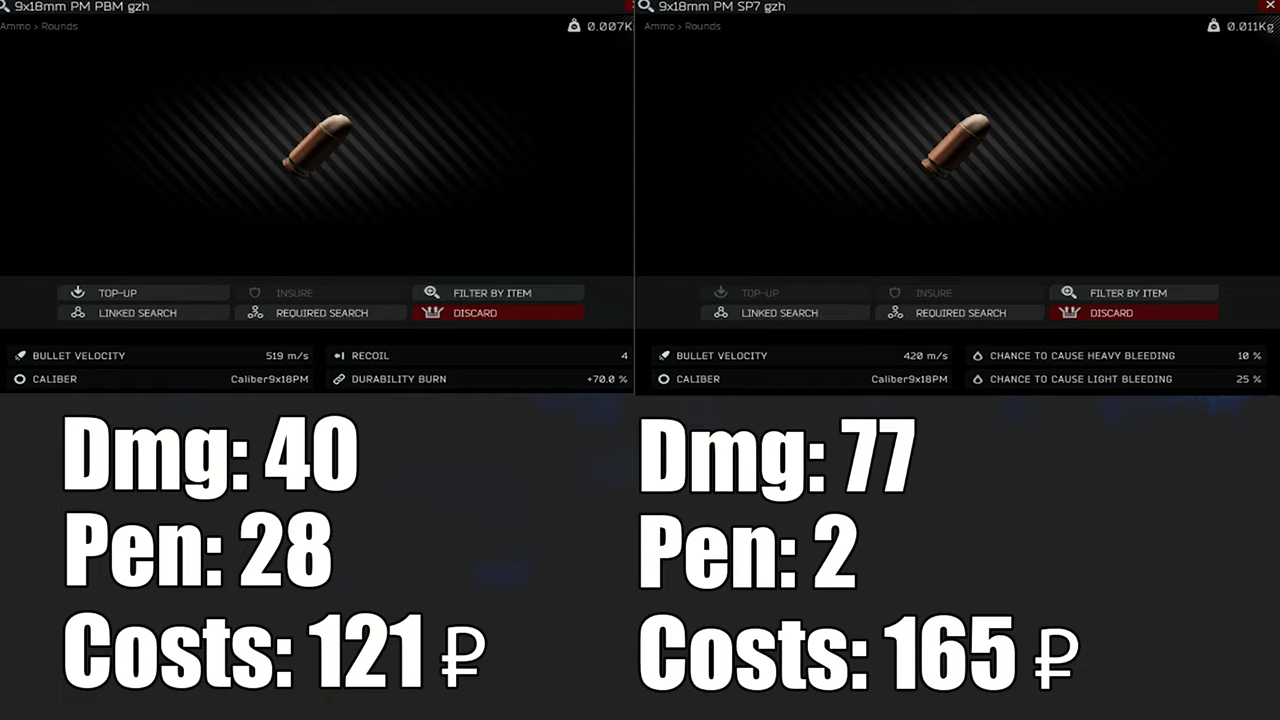 9x18mm PM PBM gzh
Ammo > Rounds
0.007K
TOP-UP
INSURE
FILTER BY ITEM
LINKED SEARCH
REQUIRED SEARCH
DISCARD
BULLET VELOCITY 519 m/s
RECOIL 4
CALIBER Caliber9x18PM
DURABILITY BURN +70.0 %
Dmg: 40
Pen: 28
Costs: 121 ₽
9x18mm PM SP7 gzh
Ammo > Rounds
0.011Kg
TOP-UP
INSURE
FILTER BY ITEM
LINKED SEARCH
REQUIRED SEARCH
DISCARD
BULLET VELOCITY 420 m/s
CHANCE TO CAUSE HEAVY BLEEDING 10 %
CALIBER Caliber9x18PM
CHANCE TO CAUSE LIGHT BLEEDING 25 %
Dmg: 77
Pen: 2
Costs: 165 ₽